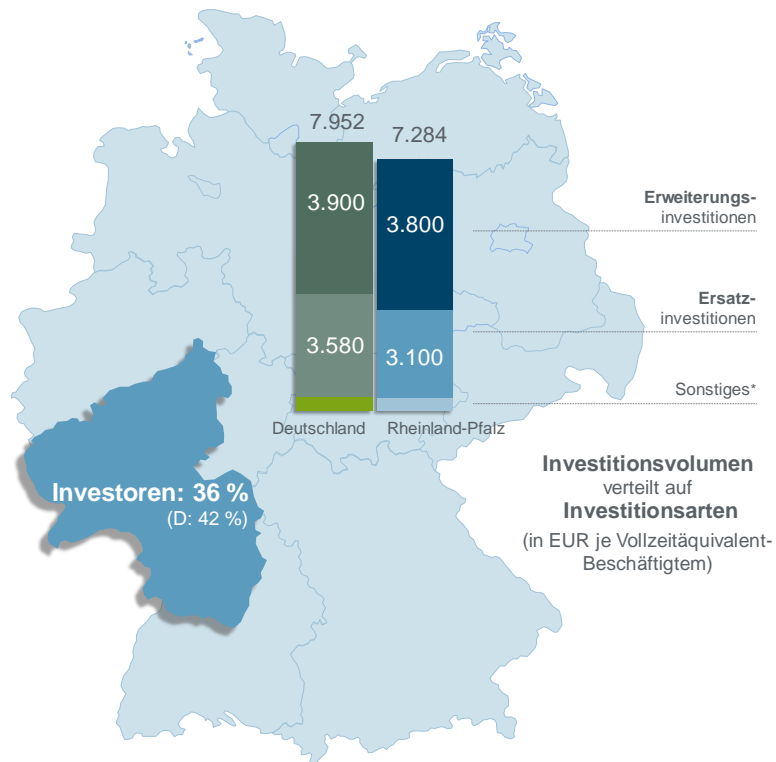 7.952
7.284
3.900
3.800
Erweiterungs-
investitionen
3.580
3.100
Ersatz-
investitionen
Sonstiges*
Deutschland
Rheinland-Pfalz
Investoren: 36 %
(D: 42 %)
Investitionsvolumen
verteilt auf
Investitionsarten
(in EUR je Vollzeitäquivalent-
Beschäftigtem)